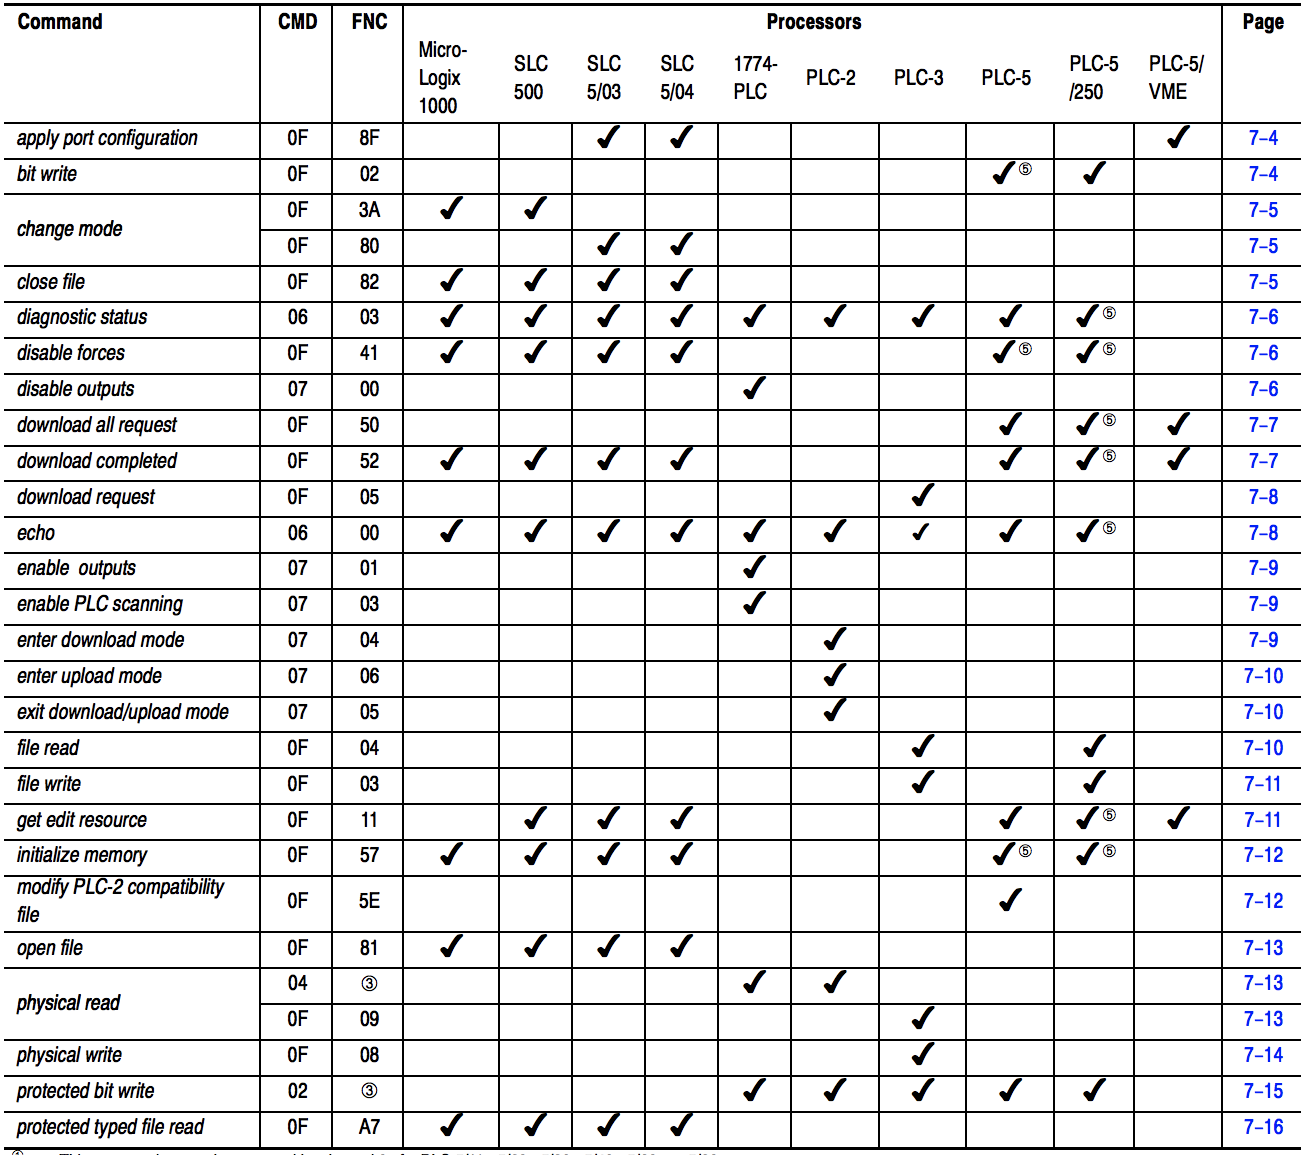 Command CMD FNC Processors Page
Micro-Logix 1000 SLC 500 SLC 5/03 SLC 5/04 1774-PLC PLC-2 PLC-3 PLC-5 PLC-5/250 PLC-5/VME
apply port configuration 0F 8F ✔ ✔ ✔ 7–4
bit write 0F 02 ✔⑤ ✔ 7–4
change mode 0F 3A ✔ ✔ 7–5
0F 80 ✔ ✔ 7–5
close file 0F 82 ✔ ✔ ✔ ✔ 7–5
diagnostic status 06 03 ✔ ✔ ✔ ✔ ✔ ✔ ✔ ✔ ✔⑤ 7–6
disable forces 0F 41 ✔ ✔ ✔ ✔ ✔⑤ ✔⑤ 7–6
disable outputs 07 00 ✔ 7–6
download all request 0F 50 ✔ ✔⑤ ✔ 7–7
download completed 0F 52 ✔ ✔ ✔ ✔ ✔ ✔⑤ ✔ 7–7
download request 0F 05 ✔ 7–8
echo 06 00 ✔ ✔ ✔ ✔ ✔ ✔ ✔ ✔ ✔⑤ 7–8
enable outputs 07 01 ✔ 7–9
enable PLC scanning 07 03 ✔ 7–9
enter download mode 07 04 ✔ 7–9
enter upload mode 07 06 ✔ 7–10
exit download/upload mode 07 05 ✔ 7–10
file read 0F 04 ✔ ✔ 7–10
file write 0F 03 ✔ ✔ 7–11
get edit resource 0F 11 ✔ ✔ ✔ ✔ ✔⑤ ✔ 7–11
initialize memory 0F 57 ✔ ✔ ✔ ✔ ✔⑤ ✔⑤ 7–12
modify PLC-2 compatibility
file 0F 5E ✔ 7–12
open file 0F 81 ✔ ✔ ✔ ✔ 7–13
physical read 04 ③ ✔ ✔ 7–13
0F 09 ✔ 7–13
physical write 0F 08 ✔ 7–14
protected bit write 02 ③ ✔ ✔ ✔ ✔ ✔ 7–15
protected typed file read 0F A7 ✔ ✔ ✔ ✔ 7–16